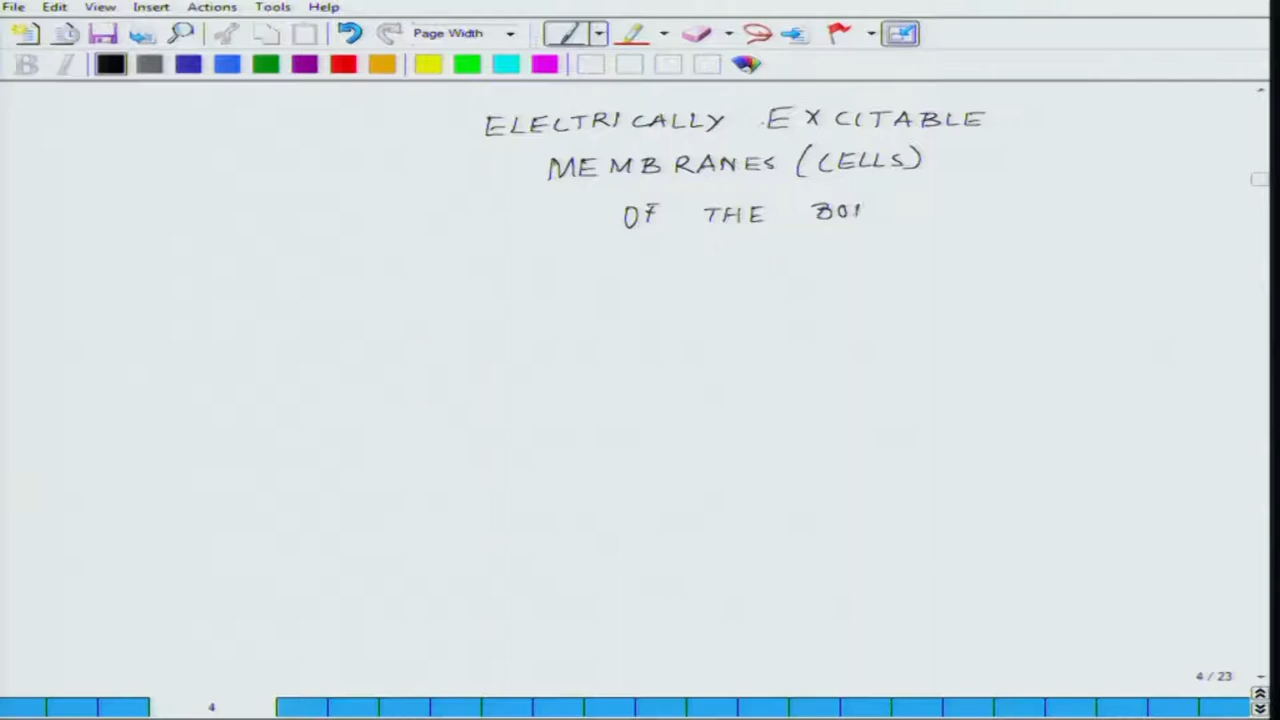 File Edit View Insert Actions Tools Help
Page Width
B I
ELECTRICALLY EXCITABLE
MEMBRANES (CELLS)
OF THE
4 / 23
4